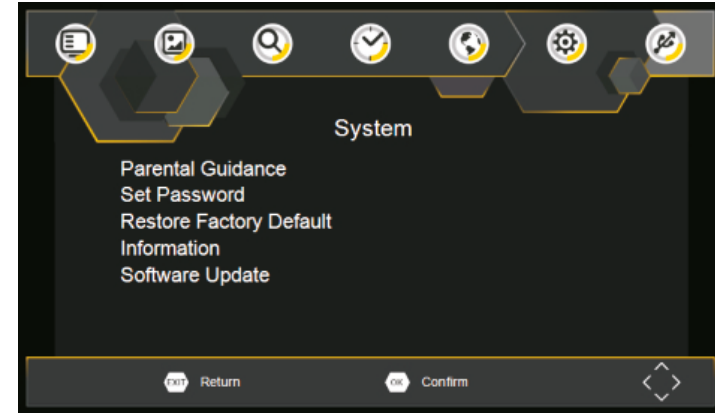 System
Parental Guidance
Set Password
Restore Factory Default
Information
Software Update
EXIT Return OK Confirm